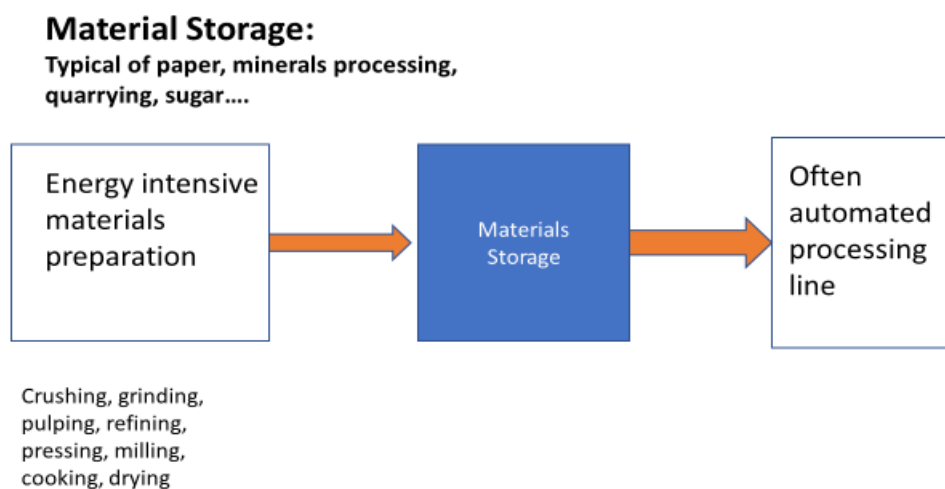 Material Storage:
Typical of paper, minerals processing,
quarrying, sugar....
Energy intensive
materials
preparation
Materials
Storage
Often
automated
processing
line
Crushing, grinding,
pulping, refining,
pressing, milling,
cooking, drying